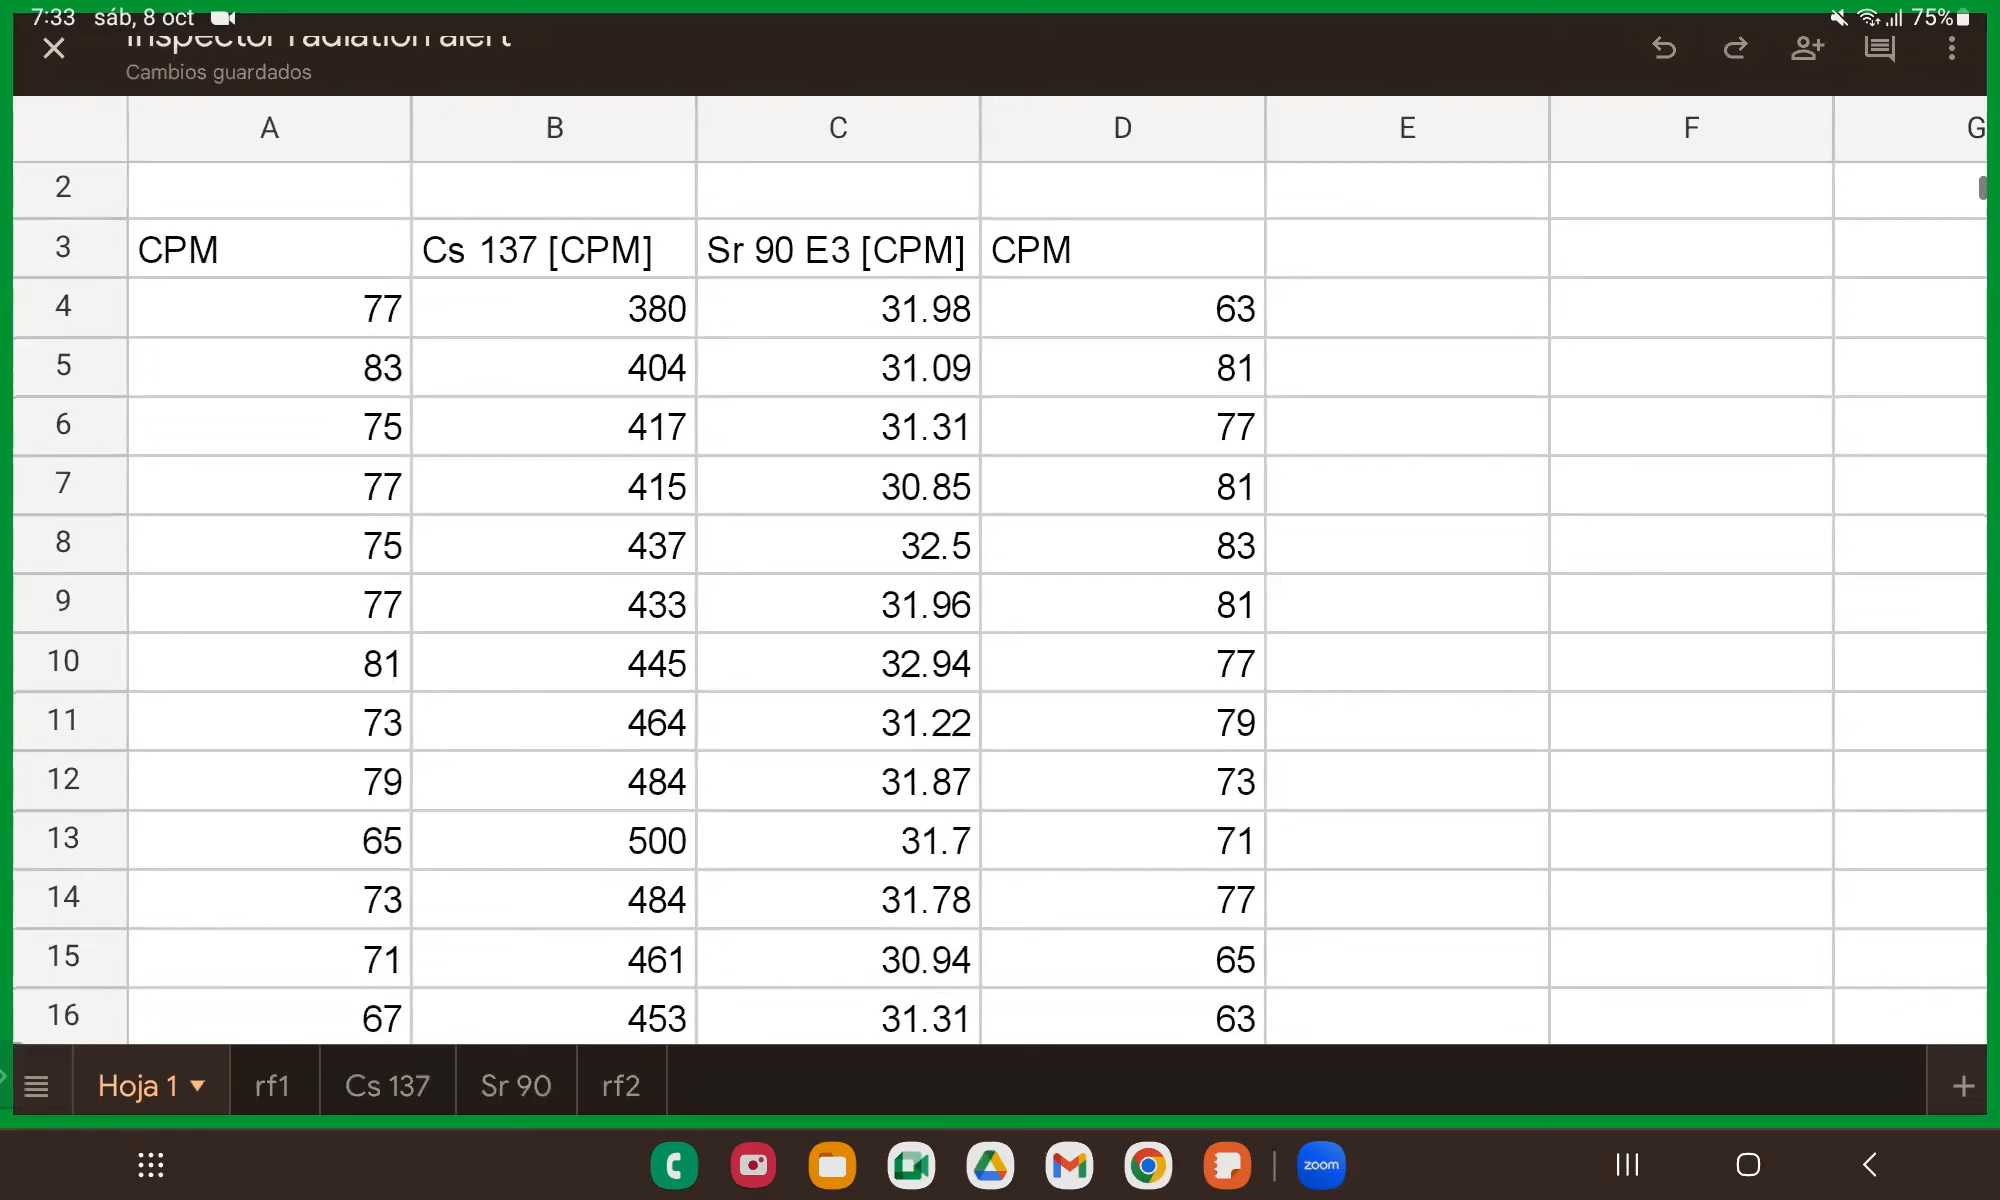 7:33 sáb, 8 oct 75%
Inspector radiation alert
Cambios guardados
A B C D E F G
2
3 CPM Cs 137 [CPM] Sr 90 E3 [CPM] CPM
4 77 380 31.98 63
5 83 404 31.09 81
6 75 417 31.31 77
7 77 415 30.85 81
8 75 437 32.5 83
9 77 433 31.96 81
10 81 445 32.94 77
11 73 464 31.22 79
12 79 484 31.87 73
13 65 500 31.7 71
14 73 484 31.78 77
15 71 461 30.94 65
16 67 453 31.31 63
Hoja 1 rf1 Cs 137 Sr 90 rf2
zoom